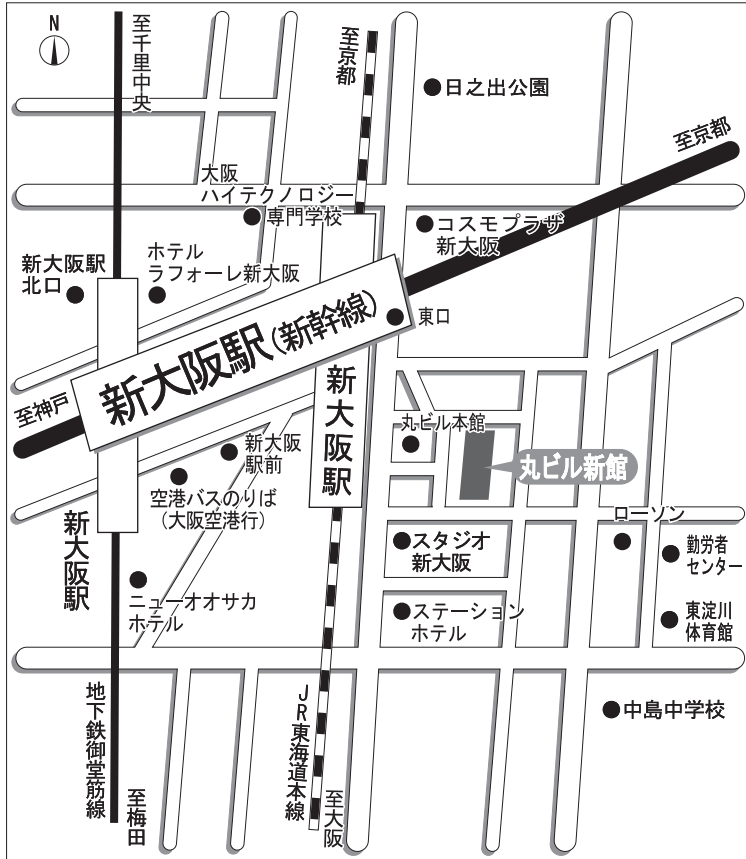 N
至千里中央
至京都
日之出公園
至京都
大阪
ハイテクノロジー
専門学校
コスモプラザ
新大阪
新大阪駅
北口
ホテル
ラフォーレ新大阪
新大阪駅(新幹線)
東口
至神戸
新大阪駅
丸ビル本館
丸ビル新館
新大阪
駅前
空港バスのりば
(大阪空港行)
新大阪駅
スタジオ
新大阪
ローソン
勤労者
センター
ニューオオサカ
ホテル
ステーション
ホテル
東淀川
体育館
地下鉄御堂筋線
至梅田
JR東海道本線
至大阪
中島中学校